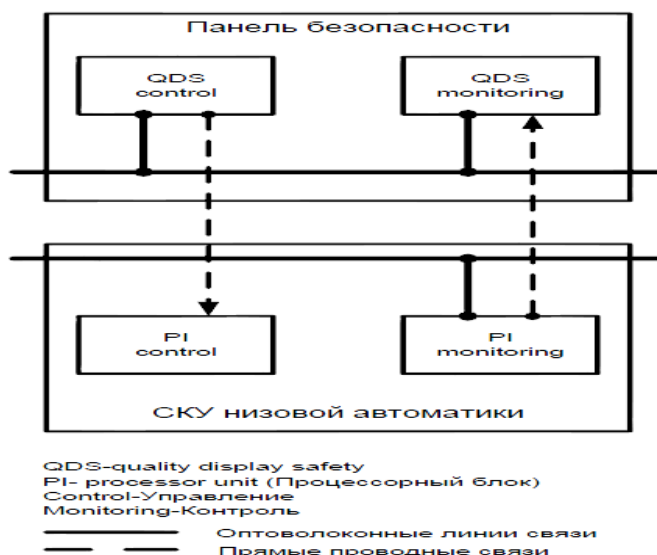 Панель безопасности
QDS
control
QDS
monitoring
PI
control
PI
monitoring
СКУ низовой автоматики
QDS-quality display safety
PI- processor unit (Процессорный блок)
Control-Управление
Monitoring-Контроль
Оптоволоконные линии связи
Прямые проводные связи